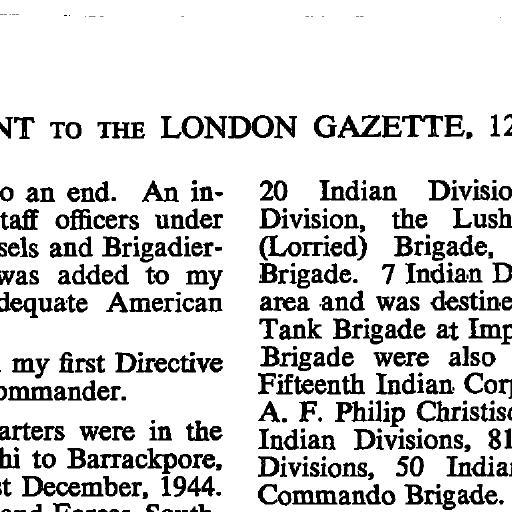 NT TO THE LONDON GAZETTE, 12
o an end. An in-
taff officers under
sels and Brigadier-
was added to my
dequate American
my first Directive
ommander.
arters were in the
hi to Barrackpore,
st December, 1944.
and Forces, South-
20 Indian Divisio
Division, the Lush
(Lorried) Brigade,
Brigade. 7 Indian D
area and was destine
Tank Brigade at Imp
Brigade were also
Fifteenth Indian Corp
A. F. Philip Christiso
Indian Divisions, 81
Divisions, 50 Indian
Commando Brigade.